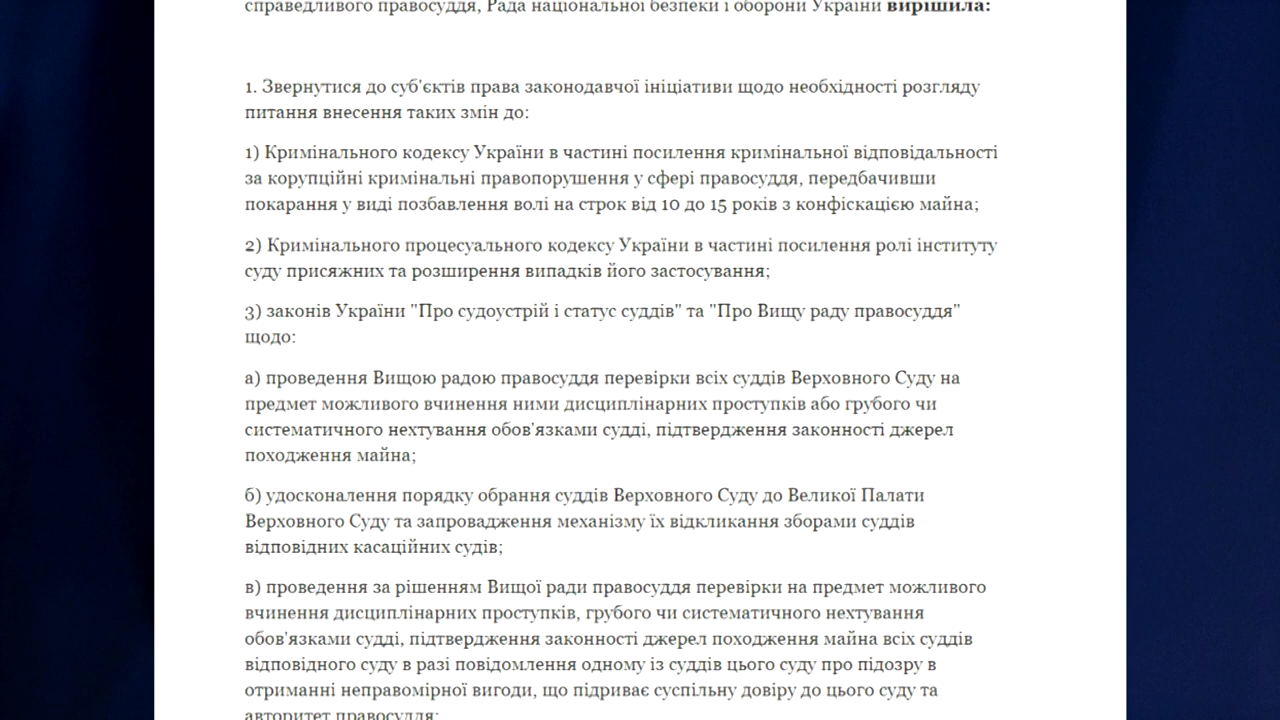 справедливого правосуддя, Рада національної безпеки і оборони України вирішила:
1. Звернутися до суб'єктів права законодавчої ініціативи щодо необхідності розгляду
питання внесення таких змін до:
1) Кримінального кодексу України в частині посилення кримінальної відповідальності
за корупційні кримінальні правопорушення у сфері правосуддя, передбачивши
покарання у виді позбавлення волі на строк від 10 до 15 років з конфіскацією майна;
2) Кримінального процесуального кодексу України в частині посилення ролі інституту
суду присяжних та розширення випадків його застосування;
3) законів України "Про судоустрій і статус суддів" та "Про Вищу раду правосуддя"
щодо:
а) проведення Вищою радою правосуддя перевірки всіх суддів Верховного Суду на
предмет можливого вчинення ними дисциплінарних проступків або грубого чи
систематичного нехтування обов'язками судді, підтвердження законності джерел
походження майна;
б) удосконалення порядку обрання суддів Верховного Суду до Великої Палати
Верховного Суду та запровадження механізму їх відкликання зборами суддів
відповідних касаційних судів;
в) проведення за рішенням Вищої ради правосуддя перевірки на предмет можливого
вчинення дисциплінарних проступків, грубого чи систематичного нехтування
обов'язками судді, підтвердження законності джерел походження майна всіх суддів
відповідного суду в разі повідомлення одному із суддів цього суду про підозру в
отриманні неправомірної вигоди, що підриває суспільну довіру до цього суду та
авторитет правосуддя;